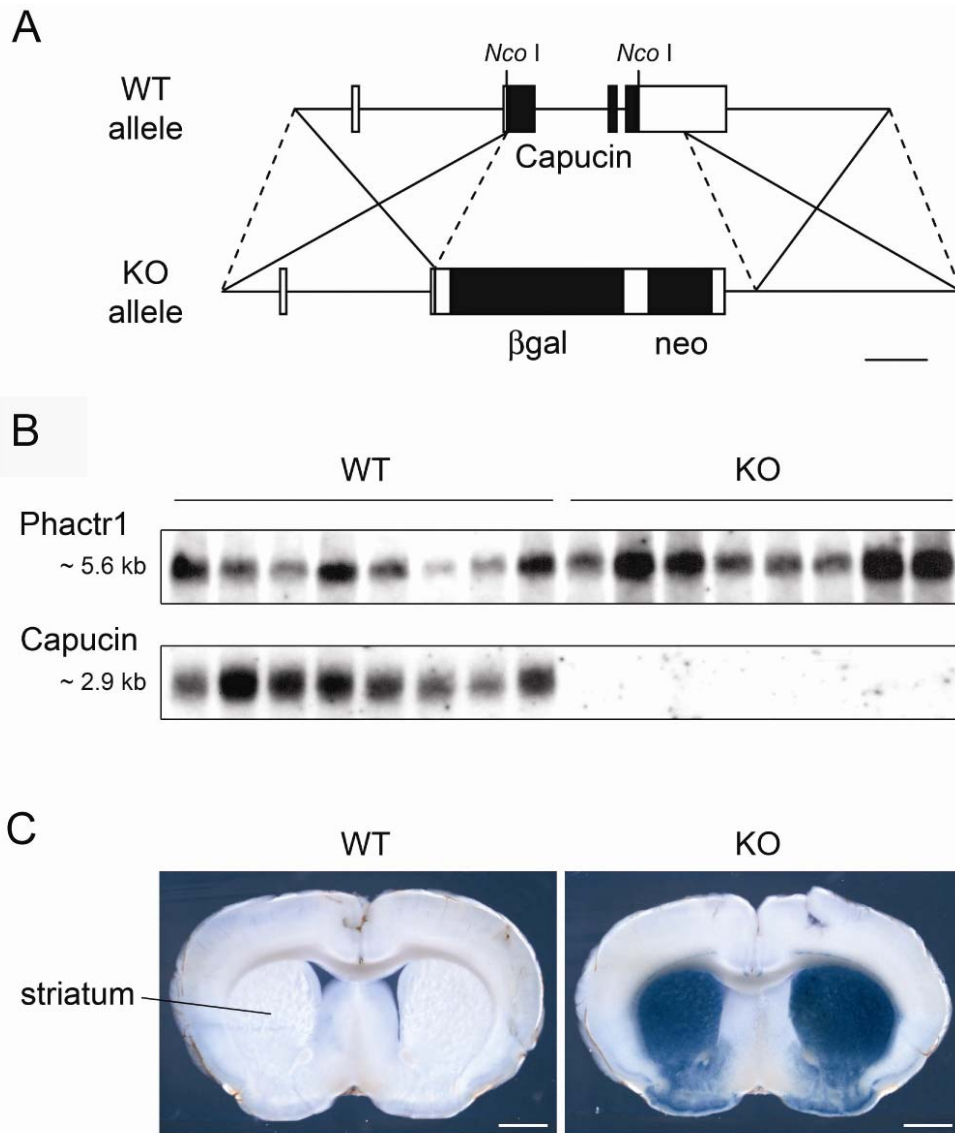 A
Nco I Nco I
WT
allele
Capucin
KO
allele
βgal neo
B
WT KO
Phactr1
~ 5.6 kb
Capucin
~ 2.9 kb
C
WT KO
striatum